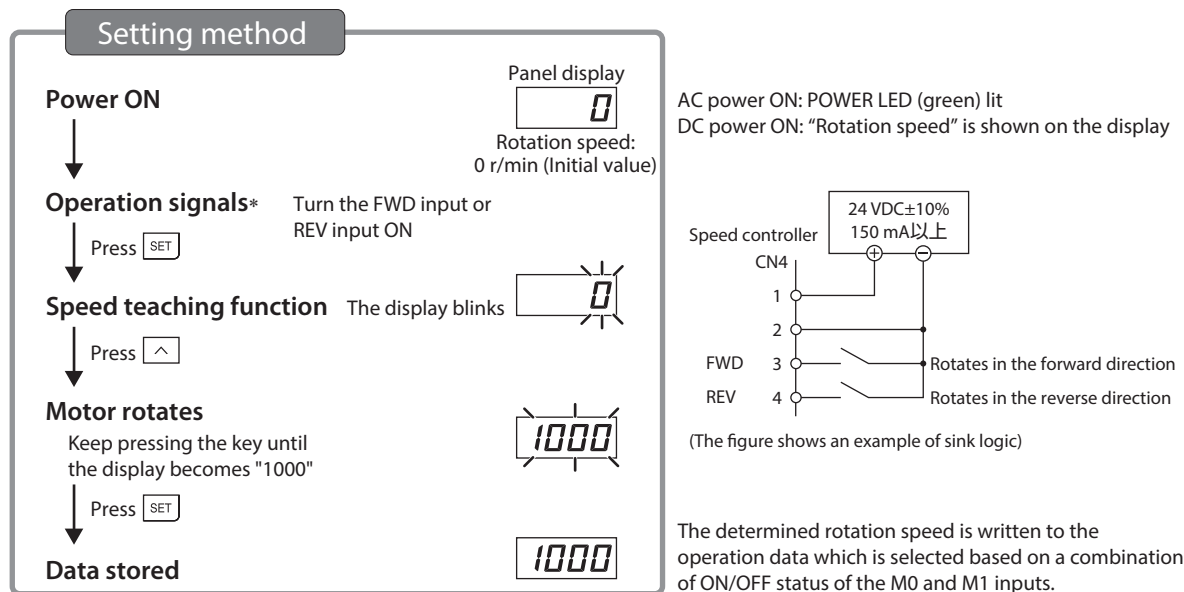 Setting method
Power ON
Panel display
0
Rotation speed:
0 r/min (Initial value)
AC power ON: POWER LED (green) lit
DC power ON: “Rotation speed” is shown on the display
Operation signals*
Turn the FWD input or
REV input ON
Press SET
Speed teaching function
The display blinks
0
Press ^
Motor rotates
Keep pressing the key until
the display becomes "1000"
1000
Press SET
Data stored
1000
24 VDC±10%
150 mA以上
Speed controller
CN4
+ −
1
2
FWD 3 Rotates in the forward direction
REV 4 Rotates in the reverse direction
(The figure shows an example of sink logic)
The determined rotation speed is written to the
operation data which is selected based on a combination
of ON/OFF status of the M0 and M1 inputs.